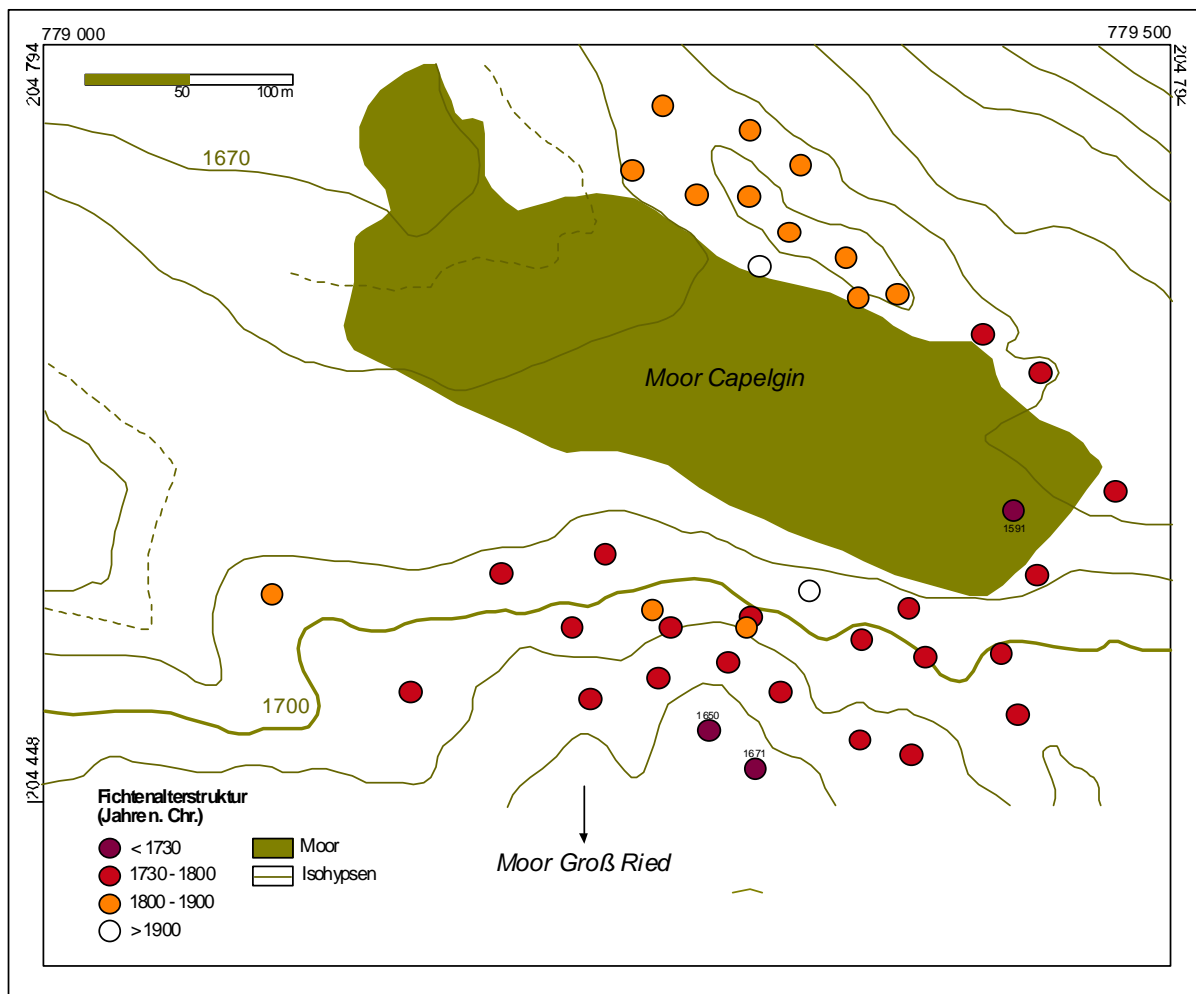 779 000
779 500
204 794
204 794
50
100 m
1670
Moor Capelgin
1591
1700
1650
1671
204 448
Fichtenalterstruktur
(Jahre n. Chr.)
< 1730
Moor
1730 - 1800
Isohypsen
1800 - 1900
> 1900
Moor Groß Ried